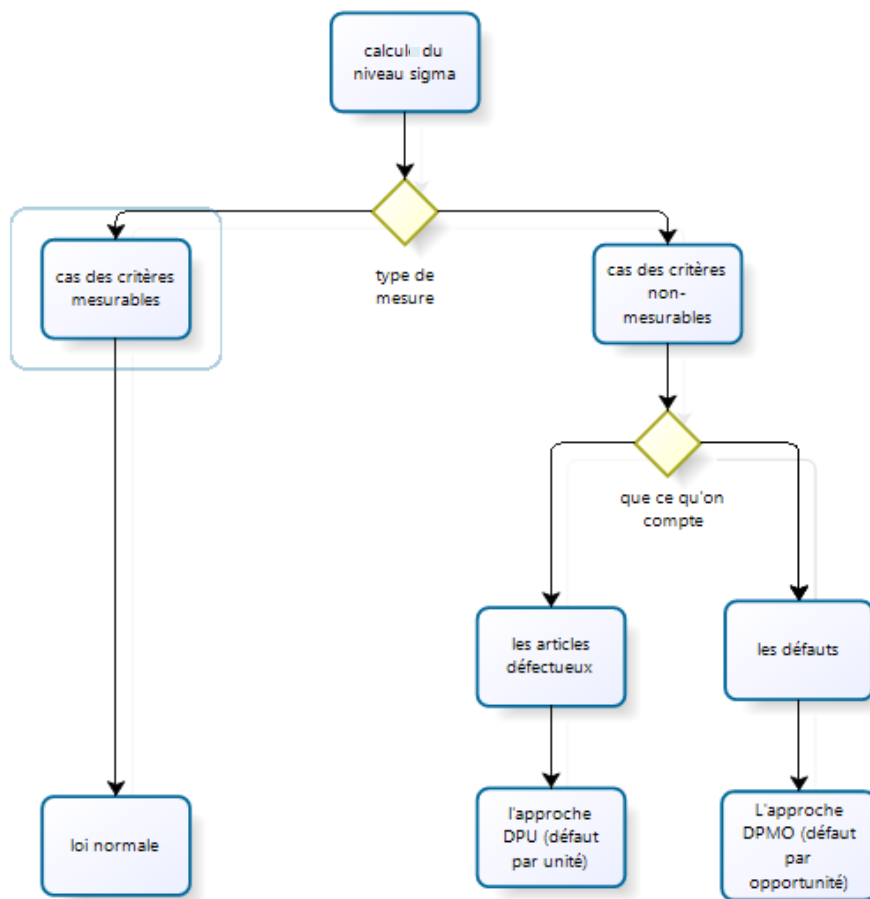 calcule du
niveau sigma
type de
mesure
cas des critères
mesurables
cas des critères
non-
mesurables
que ce qu'on
compte
les articles
défectueux
les défauts
loi normale
l'approche
DPU (défaut
par unité)
L'approche
DPMO (défaut
par
opportunité)